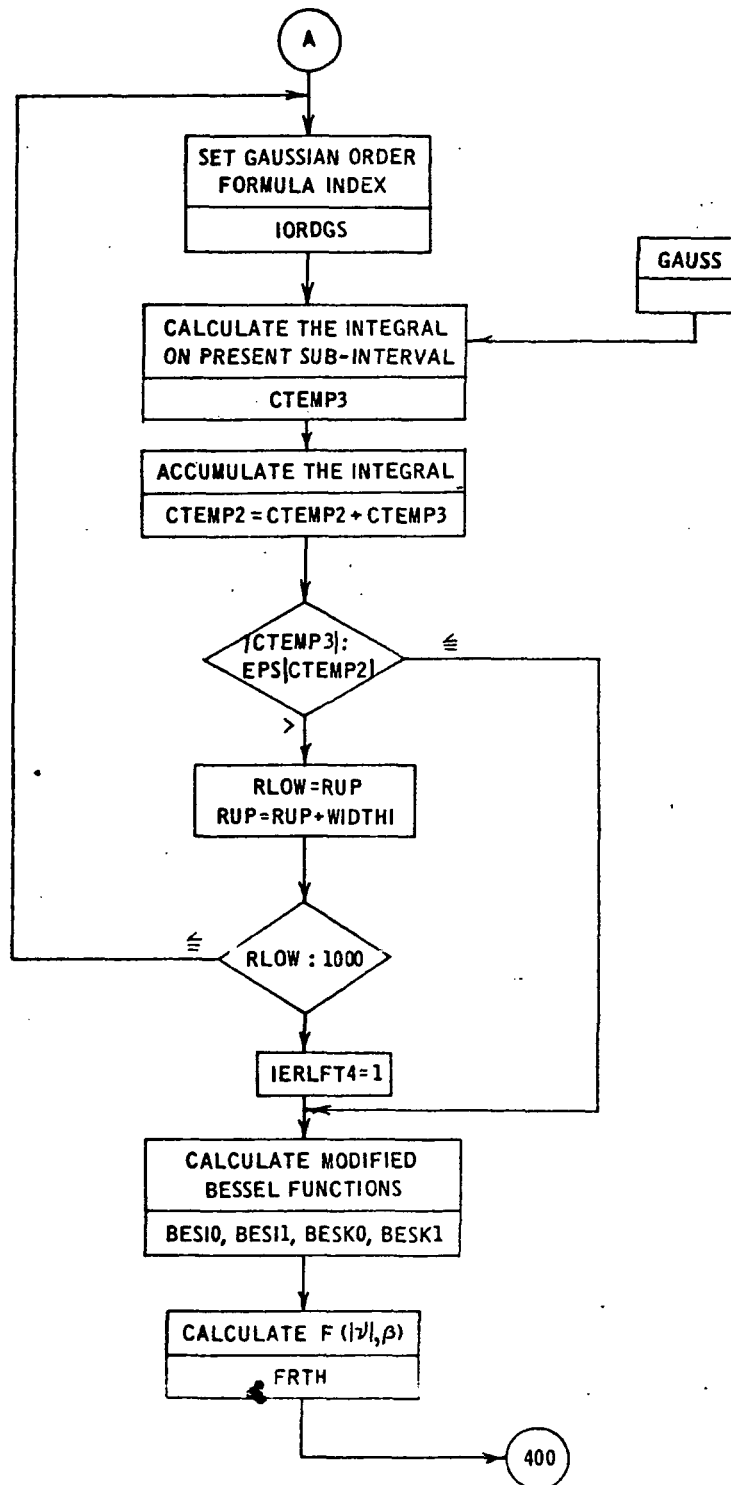 A
SET GAUSSIAN ORDER
FORMULA INDEX
IORDGS
GAUSS
CALCULATE THE INTEGRAL
ON PRESENT SUB-INTERVAL
CTEMP3
ACCUMULATE THE INTEGRAL
CTEMP2=CTEMP2+CTEMP3
|CTEMP3|:
EPS|CTEMP2|
≦
>
RLOW=RUP
RUP=RUP+WIDTHI
≦
RLOW : 1000
IERLFT4=1
CALCULATE MODIFIED
BESSEL FUNCTIONS
BESI0, BESI1, BESK0, BESK1
CALCULATE F (|ν|,β)
FRTH
400